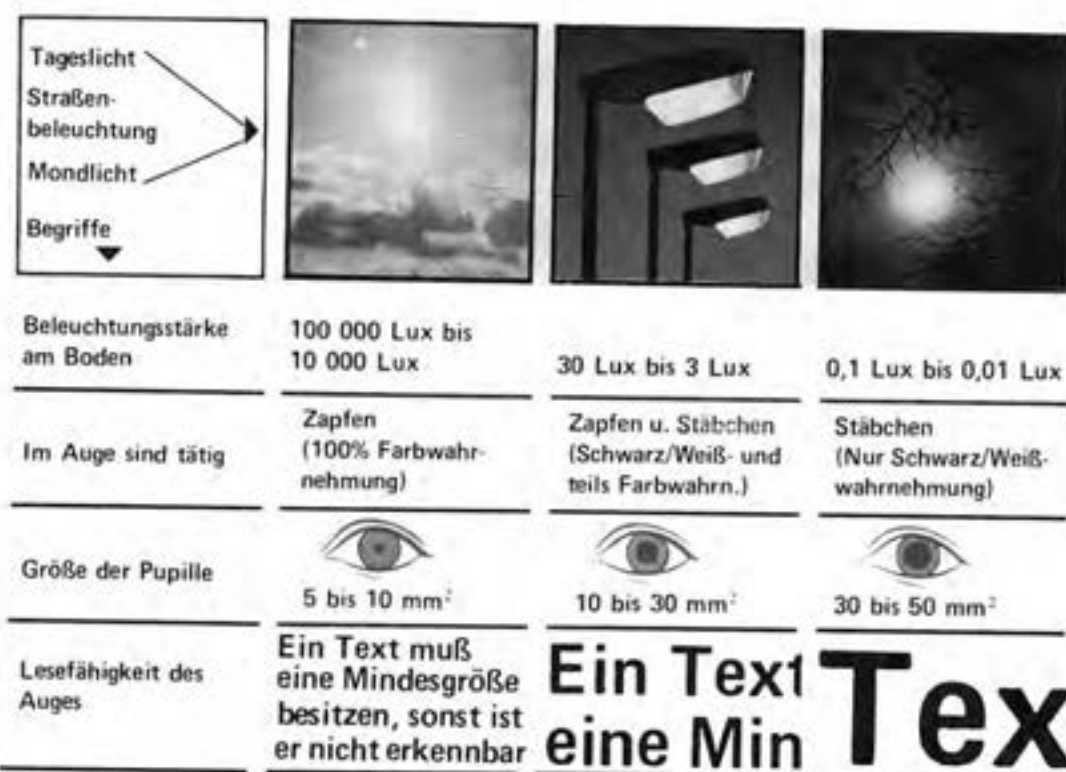 Tageslicht
Straßen-
beleuchtung
Mondlicht
Begriffe
Beleuchtungsstärke
am Boden
100 000 Lux bis
10 000 Lux
30 Lux bis 3 Lux
0,1 Lux bis 0,01 Lux
Im Auge sind tätig
Zapfen
(100% Farbwahr-
nehmung)
Zapfen u. Stäbchen
(Schwarz/Weiß- und
teils Farbwahrn.)
Stäbchen
(Nur Schwarz/Weiß-
wahrnehmung)
Größe der Pupille
5 bis 10 mm²
10 bis 30 mm²
30 bis 50 mm²
Lesefähigkeit des
Auges
Ein Text muß
eine Mindesgröße
besitzen, sonst ist
er nicht erkennbar
Ein Text
eine Min
Tex